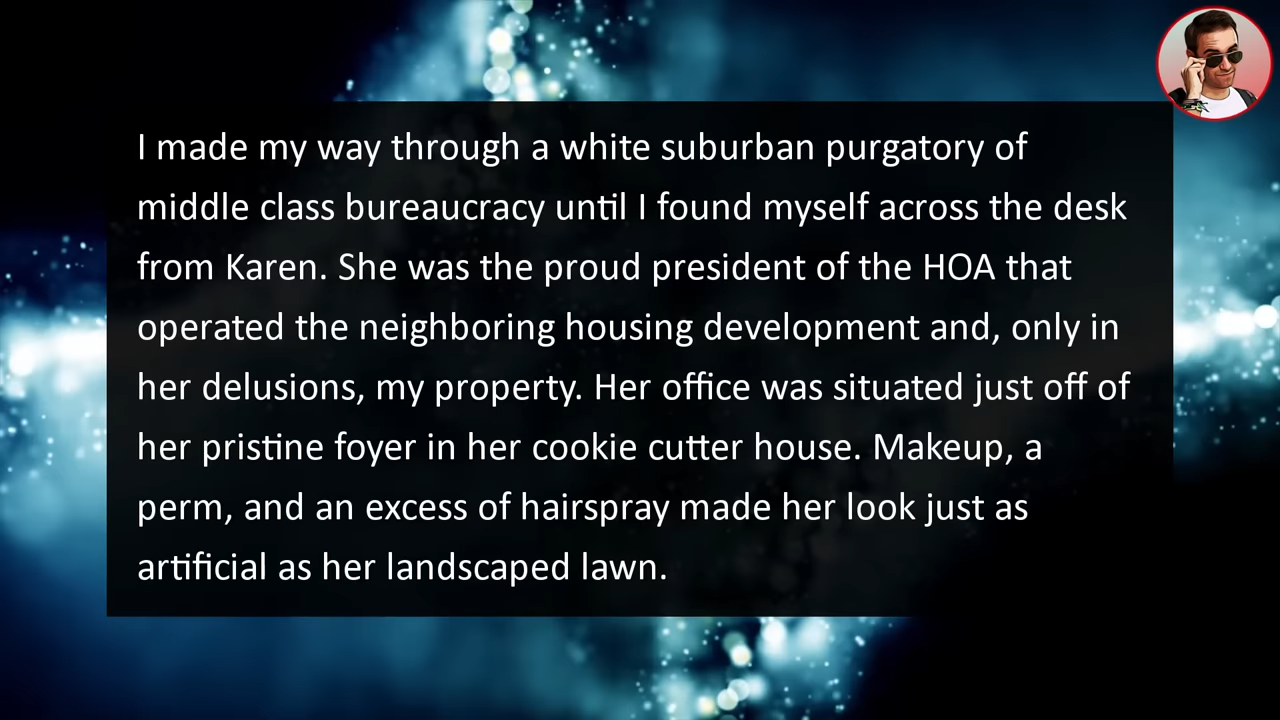 I made my way through a white suburban purgatory of
middle class bureaucracy until I found myself across the desk
from Karen. She was the proud president of the HOA that
operated the neighboring housing development and, only in
her delusions, my property. Her office was situated just off of
her pristine foyer in her cookie cutter house. Makeup, a
perm, and an excess of hairspray made her look just as
artificial as her landscaped lawn.